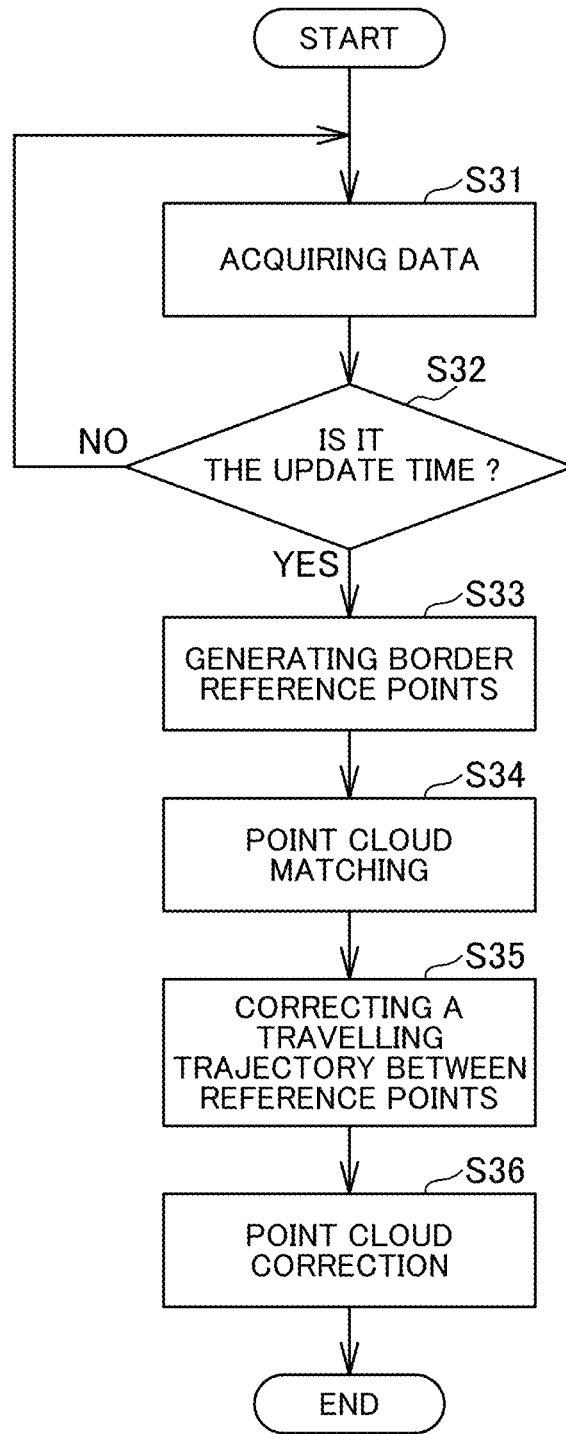 START
S31
ACQUIRING DATA
S32
IS IT
THE UPDATE TIME ?
NO
YES
S33
GENERATING BORDER
REFERENCE POINTS
S34
POINT CLOUD
MATCHING
S35
CORRECTING A
TRAVELLING
TRAJECTORY BETWEEN
REFERENCE POINTS
S36
POINT CLOUD
CORRECTION
END